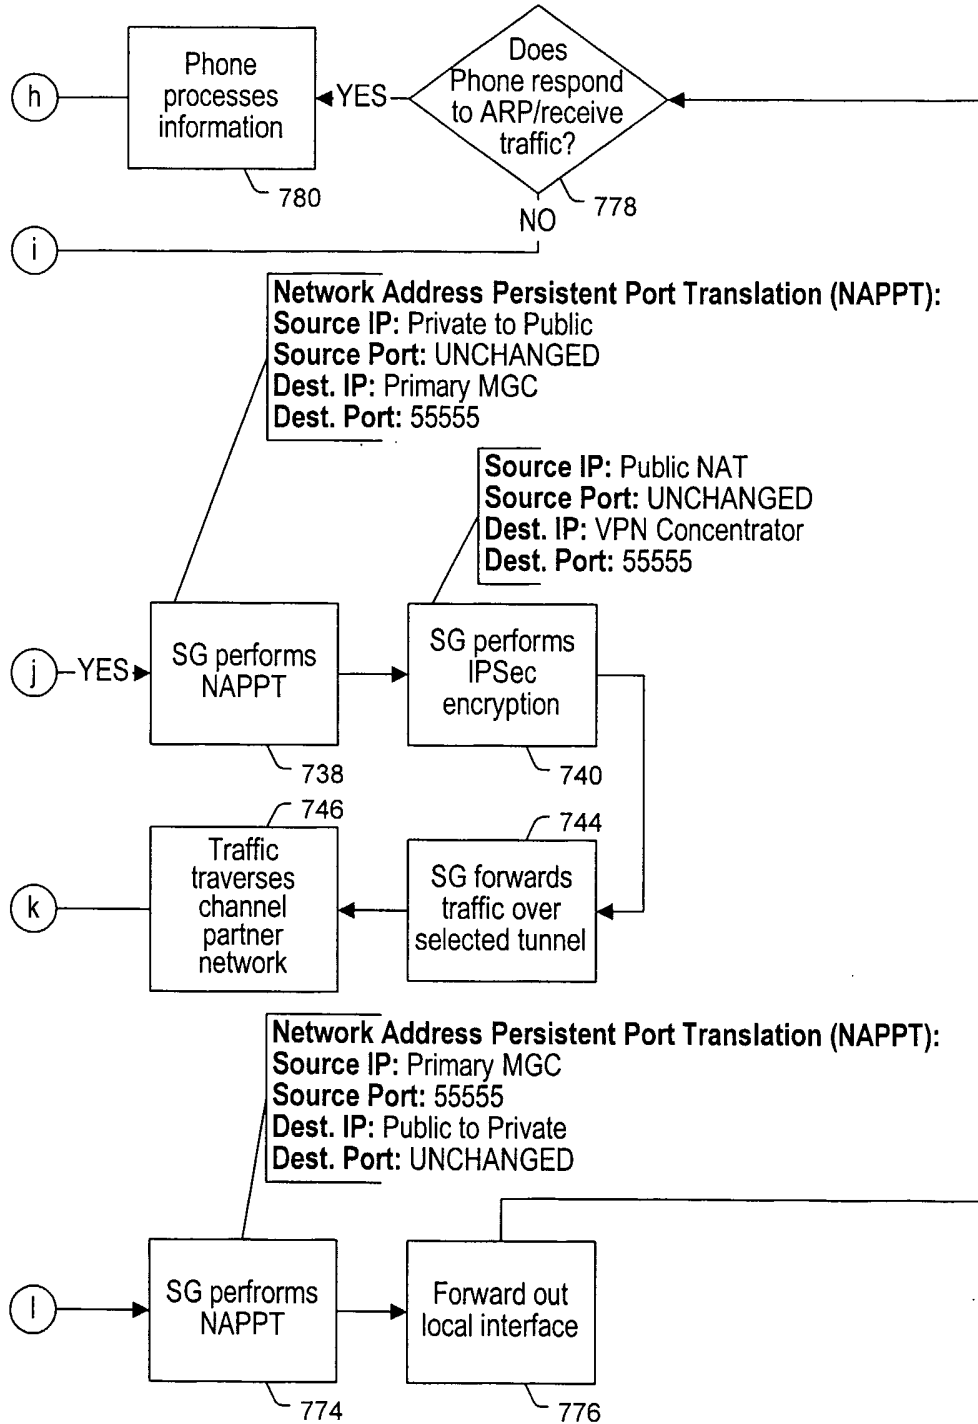 Does
Phone respond
to ARP/receive
traffic?
778
YES
Phone
processes
information
780
h
NO
i
Network Address Persistent Port Translation (NAPPT):
Source IP: Private to Public
Source Port: UNCHANGED
Dest. IP: Primary MGC
Dest. Port: 55555
Source IP: Public NAT
Source Port: UNCHANGED
Dest. IP: VPN Concentrator
Dest. Port: 55555
j
YES
SG performs
NAPPT
738
SG performs
IPSec
encryption
740
744
SG forwards
traffic over
selected tunnel
746
Traffic
traverses
channel
partner
network
k
Network Address Persistent Port Translation (NAPPT):
Source IP: Primary MGC
Source Port: 55555
Dest. IP: Public to Private
Dest. Port: UNCHANGED
l
SG perfroms
NAPPT
774
Forward out
local interface
776